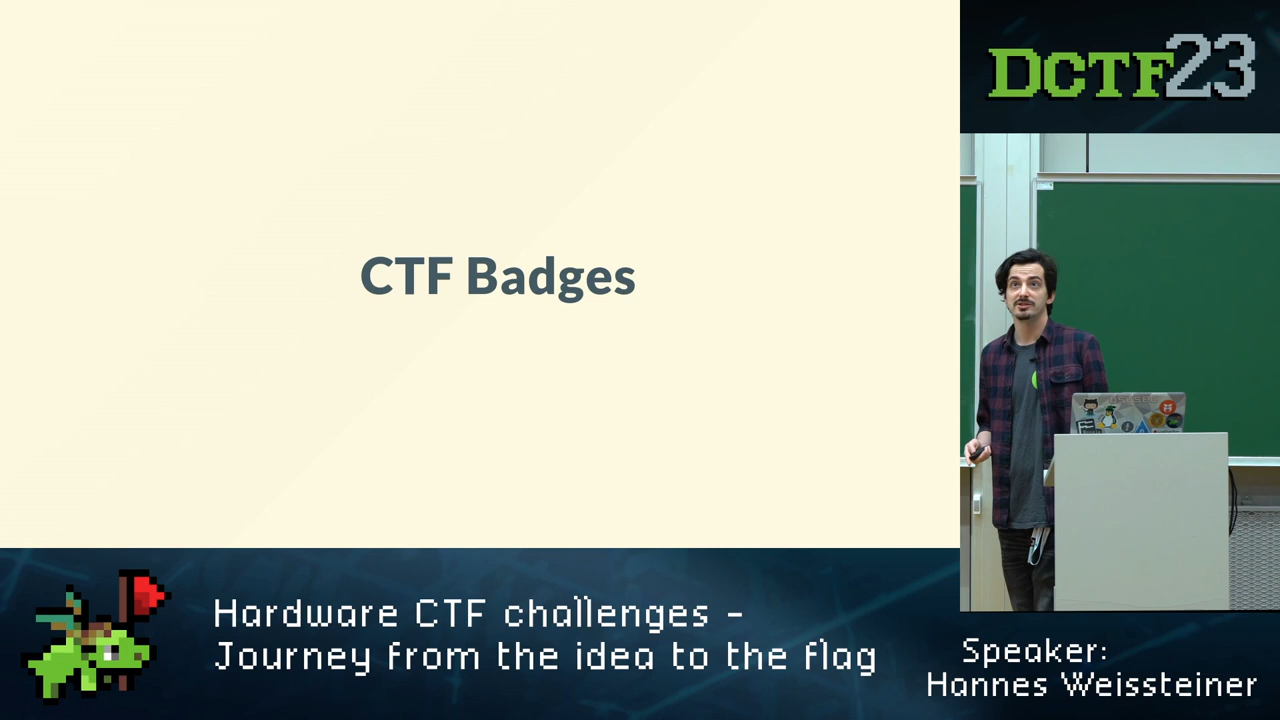 CTF Badges
DCTF23
Hardware CTF challenges -
Journey from the idea to the flag
Speaker:
Hannes Weissteiner